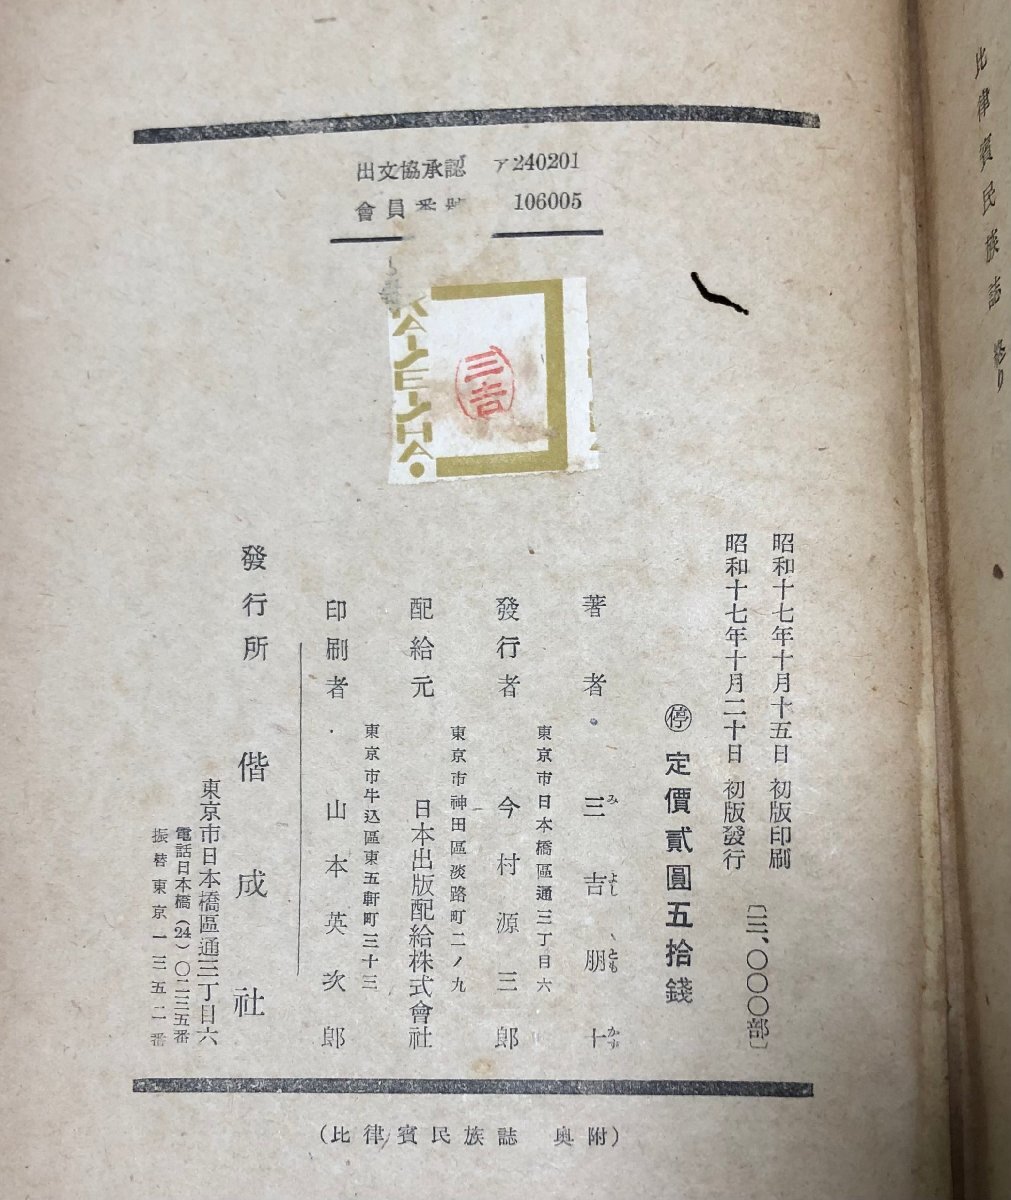 比律賓民族誌 終り
出文協承認 ア240201
會員番號 106005
KAISEISHA.
三吉
昭和十七年十月十五日 初版印刷
昭和十七年十月二十日 初版發行
〔三、〇〇〇部〕
停 定價貳圓五拾錢
著者 三吉朋十
み よし とも かず
東京市日本橋區通三丁目六
發行者 今村源三郎
東京市神田區淡路町二ノ九
配給元 日本出版配給株式會社
東京市牛込區東五軒町三十三
印刷者 山本英次郎
發行所 偕成社
東京市日本橋區通三丁目六
電話日本橋(24)〇二三五番
振替東京一三五二番
(比律賓民族誌 奥附)